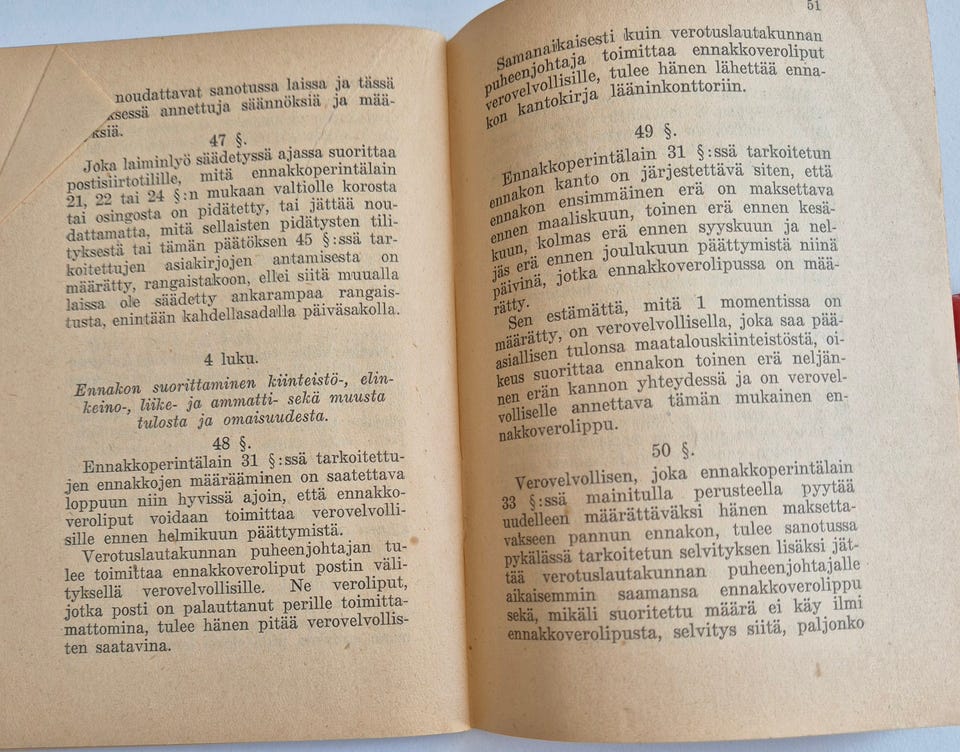 noudattavat sanotussa laissa ja tässä
ksessä annettuja säännöksiä ja mää-
ksiä.
47 §.
Joka laiminlyö säädetyssä ajassa suorittaa
postisiirtotilille, mitä ennakkoperintälain
21, 22 tai 24 §:n mukaan valtiolle korosta
tai osingosta on pidätetty, tai jättää nou-
dattamatta, mitä sellaisten pidätysten tili-
tyksestä tai tämän päätöksen 45 §:ssä tar-
koitettujen asiakirjojen antamisesta on
määrätty, rangaistakoon, ellei siitä muualla
laissa ole säädetty ankarampaa rangais-
tusta, enintään kahdellasadalla päiväsakolla.
4 luku.
Ennakon suorittaminen kiinteistö-, elin-
keino-, liike- ja ammatti- sekä muusta
tulosta ja omaisuudesta.
48 §.
Ennakkoperintälain 31 §:ssä tarkoitettu-
jen ennakkojen määrääminen on saatettava
loppuun niin hyvissä ajoin, että ennakko-
veroliput voidaan toimittaa verovelvolli-
sille ennen helmikuun päättymistä.
Verotuslautakunnan puheenjohtajan tu-
lee toimittaa ennakkoveroliput postin väli-
tyksellä verovelvollisille. Ne veroliput,
jotka posti on palauttanut perille toimitta-
mattomina, tulee hänen pitää verovelvollis-
ten saatavina.
51
Samanaikaisesti kuin verotuslautakunnan
puheenjohtaja toimittaa ennakkoveroliput
verovelvollisille, tulee hänen lähettää enna-
kon kantokirja lääninkonttoriin.
49 §.
Ennakkoperintälain 31 §:ssä tarkoitetun
ennakon kanto on järjestettävä siten, että
ennakon ensimmäinen erä on maksettava
ennen maaliskuun, toinen erä ennen kesä-
kuun, kolmas erä ennen syyskuun ja nel-
jäs erä ennen joulukuun päättymistä niinä
päivinä, jotka ennakkoverolipussa on mää-
rätty.
Sen estämättä, mitä 1 momentissa on
määrätty, on verovelvollisella, joka saa pää-
asiallisen tulonsa maatalouskiinteistöstä, oi-
keus suorittaa ennakon toinen erä neljän-
nen erän kannon yhteydessä ja on verovel-
volliselle annettava tämän mukainen en-
nakkoverolippu.
50 §.
Verovelvollisen, joka ennakkoperintälain
33 §:ssä mainitulla perusteella pyytää
uudelleen määrättäväksi hänen maksetta-
vakseen pannun ennakon, tulee sanotussa
pykälässä tarkoitetun selvityksen lisäksi jät-
tää verotuslautakunnan puheenjohtajalle
aikaisemmin saamansa ennakkoverolippu
sekä, mikäli suoritettu määrä ei käy ilmi
ennakkoverolipusta, selvitys siitä, paljonko